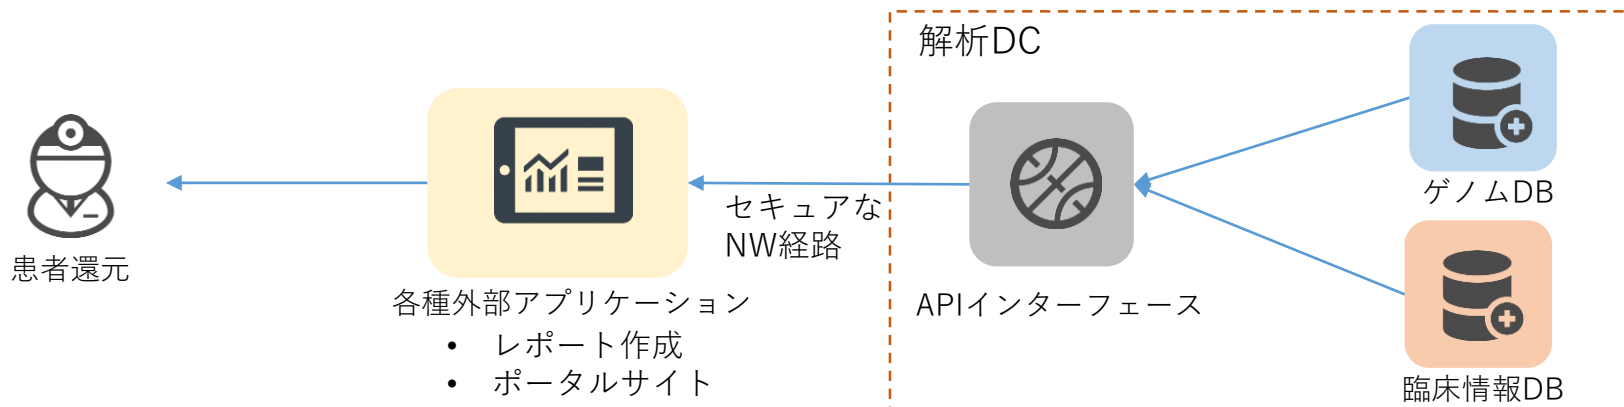 解析DC
ゲノムDB
セキュアな
NW経路
患者還元
各種外部アプリケーション
• レポート作成
• ポータルサイト
APIインターフェース
臨床情報DB